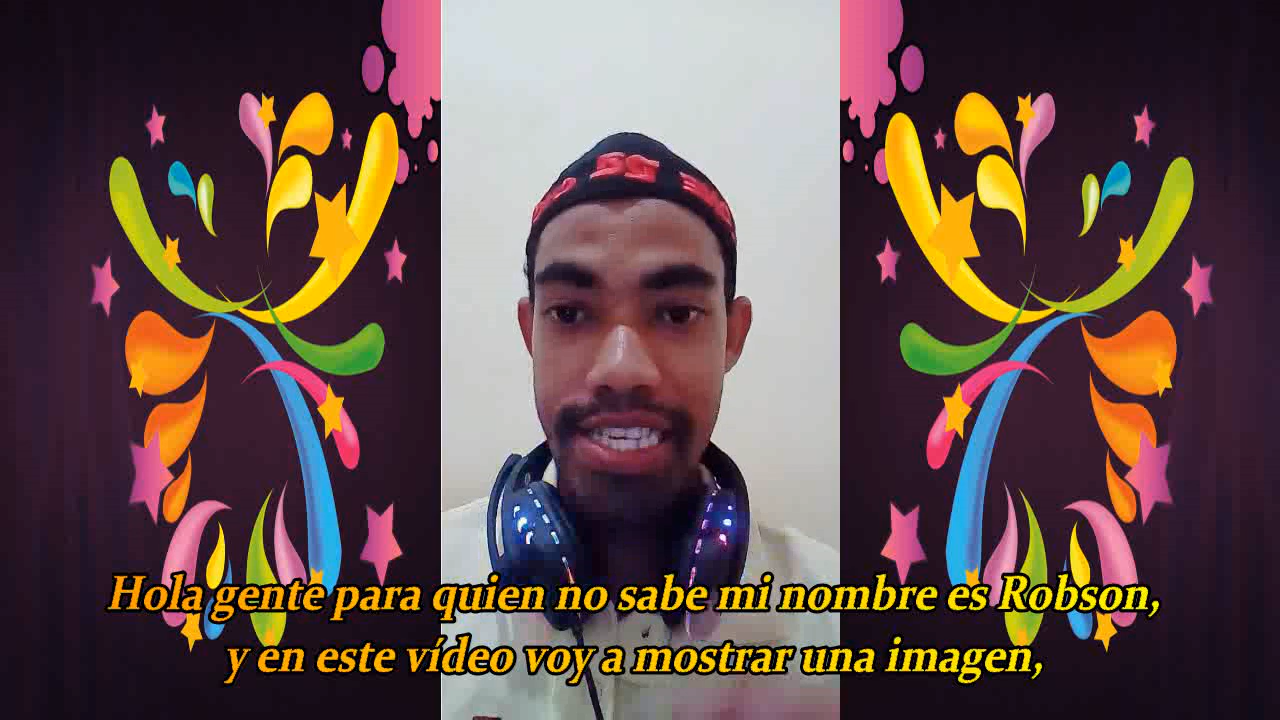 Hola gente para quien no sabe mi nombre es Robson,
y en este vídeo voy a mostrar una imagen,